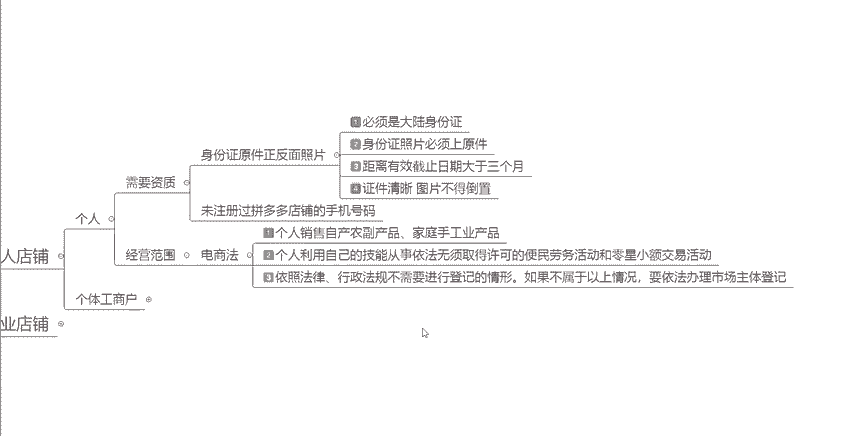 人店铺
个人
需要资质
身份证原件正反面照片
1 必须是大陆身份证
2 身份证照片必须上原件
3 距离有效截止日期大于三个月
4 证件清晰 图片不得倒置
未注册过拼多多店铺的手机号码
经营范围
电商法
1 个人销售自产农副产品、家庭手工业产品
2 个人利用自己的技能从事依法无须取得许可的便民劳务活动和零星小额交易活动
3 依照法律、行政法规不需要进行登记的情形。如果不属于以上情况，要依法办理市场主体登记
个体工商户
业店铺